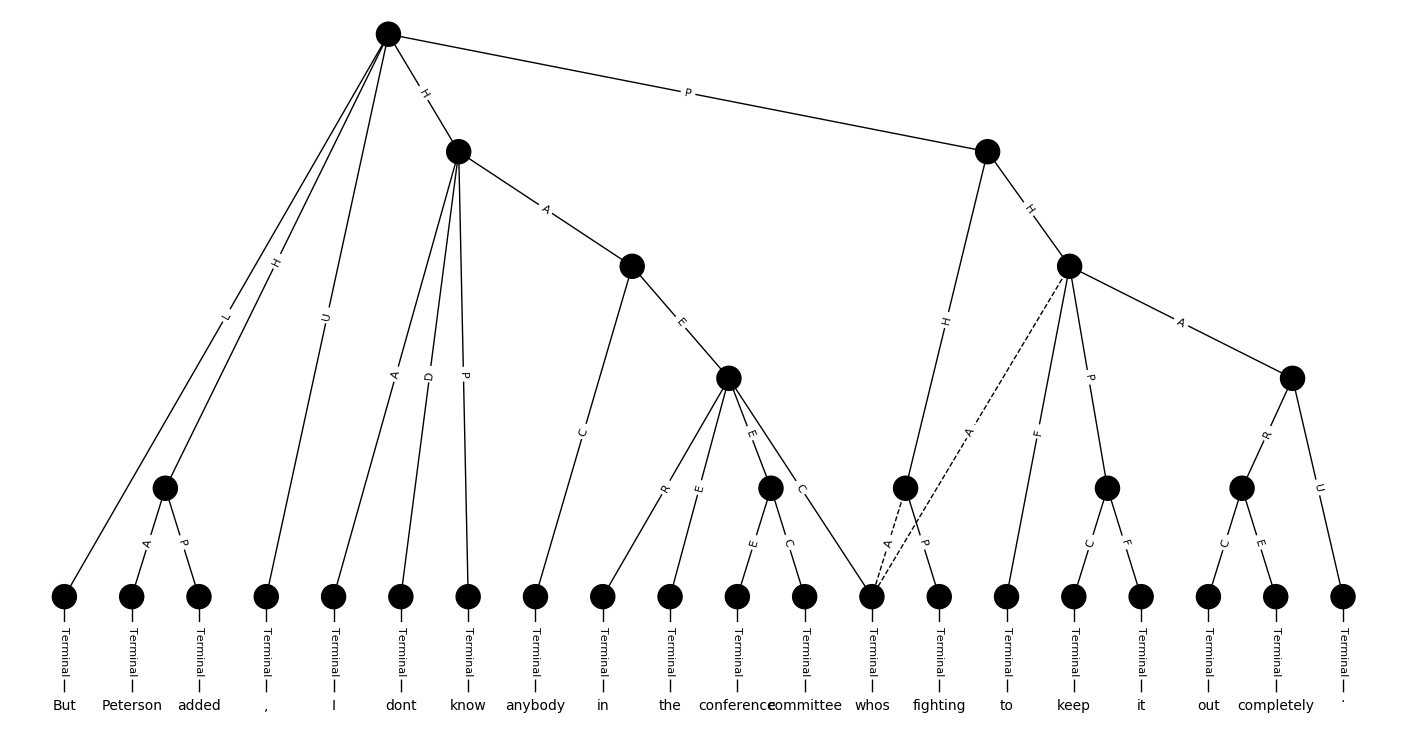 P
H
A
H
L
H
U
A
D
P
A
E
C
R
E
E
C
H
A
F
P
A
R
U
A
P
E
C
A
P
C
F
C
E
Terminal Terminal Terminal Terminal Terminal Terminal Terminal Terminal Terminal Terminal Terminal Terminal Terminal Terminal Terminal Terminal Terminal Terminal Terminal Terminal
But Peterson added , I dont know anybody in the conference committee whos fighting to keep it out completely .